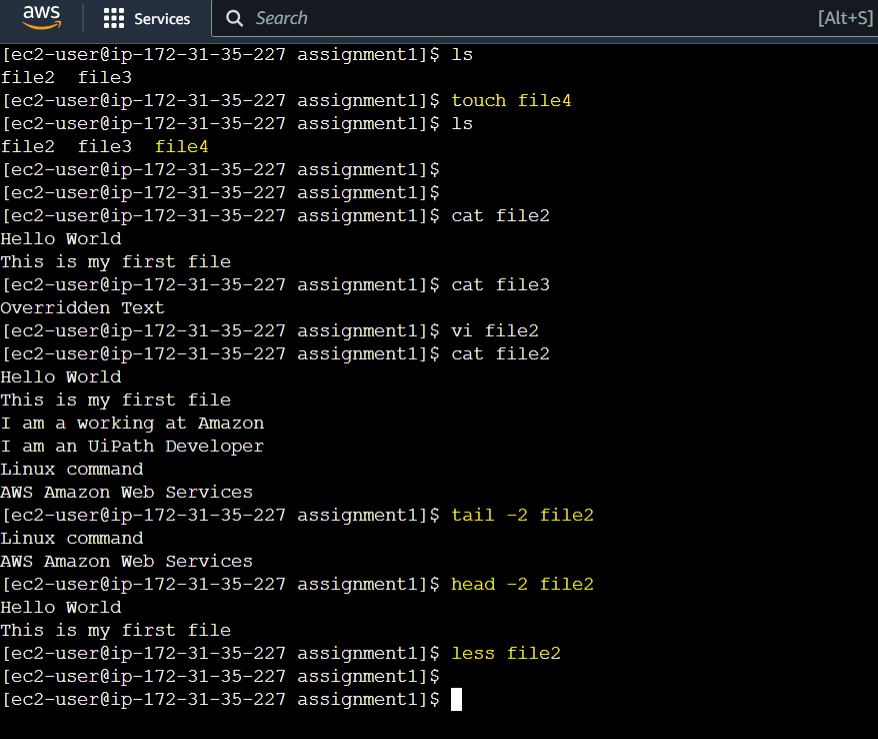 aws Services Search [Alt+S]
[ec2-user@ip-172-31-35-227 assignment1]$ ls
file2  file3
[ec2-user@ip-172-31-35-227 assignment1]$ touch file4
[ec2-user@ip-172-31-35-227 assignment1]$ ls
file2  file3  file4
[ec2-user@ip-172-31-35-227 assignment1]$
[ec2-user@ip-172-31-35-227 assignment1]$
[ec2-user@ip-172-31-35-227 assignment1]$ cat file2
Hello World
This is my first file
[ec2-user@ip-172-31-35-227 assignment1]$ cat file3
Overridden Text
[ec2-user@ip-172-31-35-227 assignment1]$ vi file2
[ec2-user@ip-172-31-35-227 assignment1]$ cat file2
Hello World
This is my first file
I am a working at Amazon
I am an UiPath Developer
Linux command
AWS Amazon Web Services
[ec2-user@ip-172-31-35-227 assignment1]$ tail -2 file2
Linux command
AWS Amazon Web Services
[ec2-user@ip-172-31-35-227 assignment1]$ head -2 file2
Hello World
This is my first file
[ec2-user@ip-172-31-35-227 assignment1]$ less file2
[ec2-user@ip-172-31-35-227 assignment1]$
[ec2-user@ip-172-31-35-227 assignment1]$